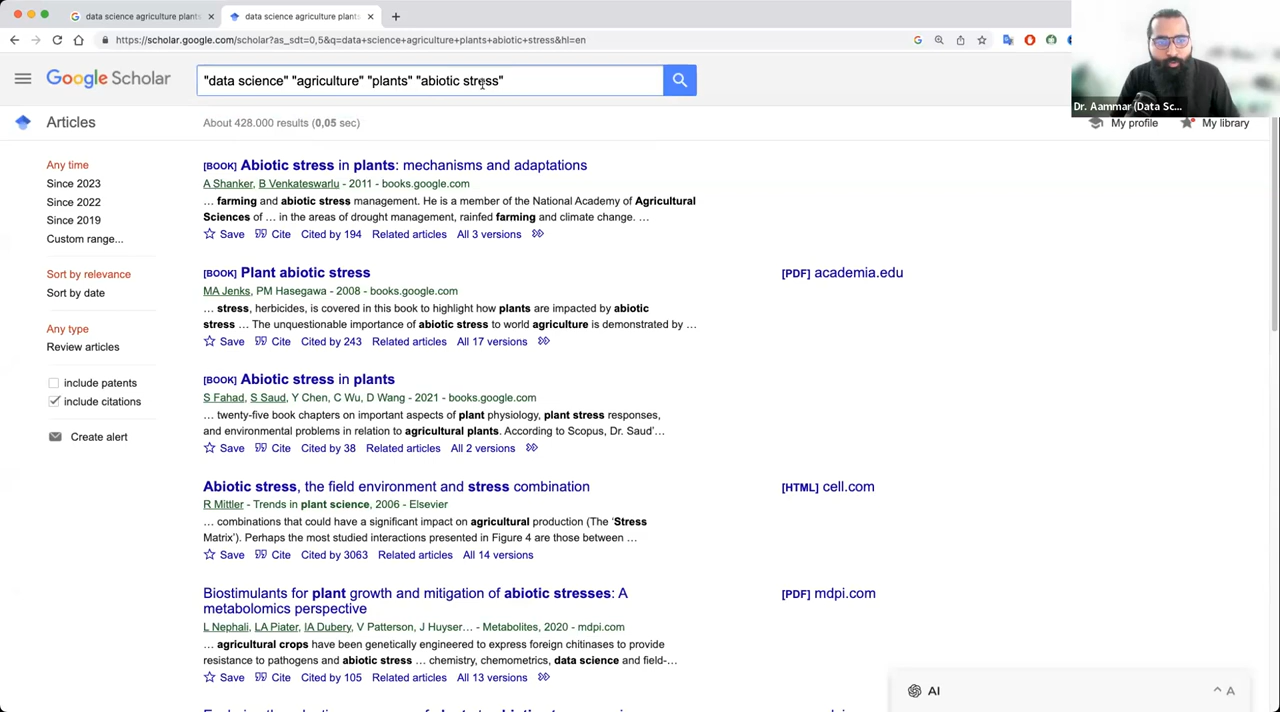 data science agriculture plants
data science agriculture plants
https://scholar.google.com/scholar?as_sdt=0,5&q=data+science+agriculture+plants+abiotic+stress&hl=en
Google Scholar
"data science" "agriculture" "plants" "abiotic stress"
Dr. Aammar (Data Sc...
Articles
About 428.000 results (0,05 sec)
My profile
My library
Any time
Since 2023
Since 2022
Since 2019
Custom range...
Sort by relevance
Sort by date
Any type
Review articles
include patents
include citations
Create alert
[BOOK] Abiotic stress in plants: mechanisms and adaptations
A Shanker, B Venkateswarlu - 2011 - books.google.com
… farming and abiotic stress management. He is a member of the National Academy of Agricultural
Sciences of … in the areas of drought management, rainfed farming and climate change. …
Save Cite Cited by 194 Related articles All 3 versions
[BOOK] Plant abiotic stress
[PDF] academia.edu
MA Jenks, PM Hasegawa - 2008 - books.google.com
… stress, herbicides, is covered in this book to highlight how plants are impacted by abiotic
stress … The unquestionable importance of abiotic stress to world agriculture is demonstrated by …
Save Cite Cited by 243 Related articles All 17 versions
[BOOK] Abiotic stress in plants
S Fahad, S Saud, Y Chen, C Wu, D Wang - 2021 - books.google.com
… twenty-five book chapters on important aspects of plant physiology, plant stress responses,
and environmental problems in relation to agricultural plants. According to Scopus, Dr. Saud’s…
Save Cite Cited by 38 Related articles All 2 versions
Abiotic stress, the field environment and stress combination
[HTML] cell.com
R Mittler - Trends in plant science, 2006 - Elsevier
… combinations that could have a significant impact on agricultural production (The ‘Stress
Matrix’). Perhaps the most studied interactions presented in Figure 4 are those between …
Save Cite Cited by 3063 Related articles All 14 versions
Biostimulants for plant growth and mitigation of abiotic stresses: A
metabolomics perspective
[PDF] mdpi.com
L Nephali, LA Piater, IA Dubery, V Patterson, J Huyser… - Metabolites, 2020 - mdpi.com
… agricultural crops have been genetically engineered to express foreign chitinases to provide
resistance to pathogens and abiotic stress … chemistry, chemometrics, data science and field-…
Save Cite Cited by 105 Related articles All 13 versions
AI
A